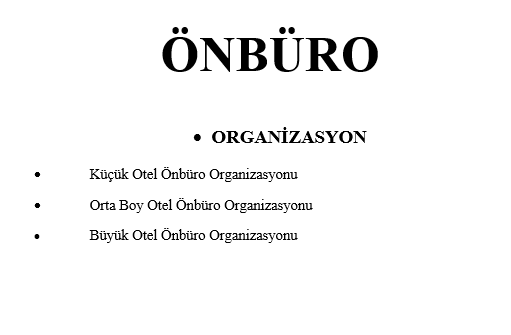 ÖNBÜRO
• ORGANİZASYON
• Küçük Otel Önbüro Organizasyonu
• Orta Boy Otel Önbüro Organizasyonu
• Büyük Otel Önbüro Organizasyonu